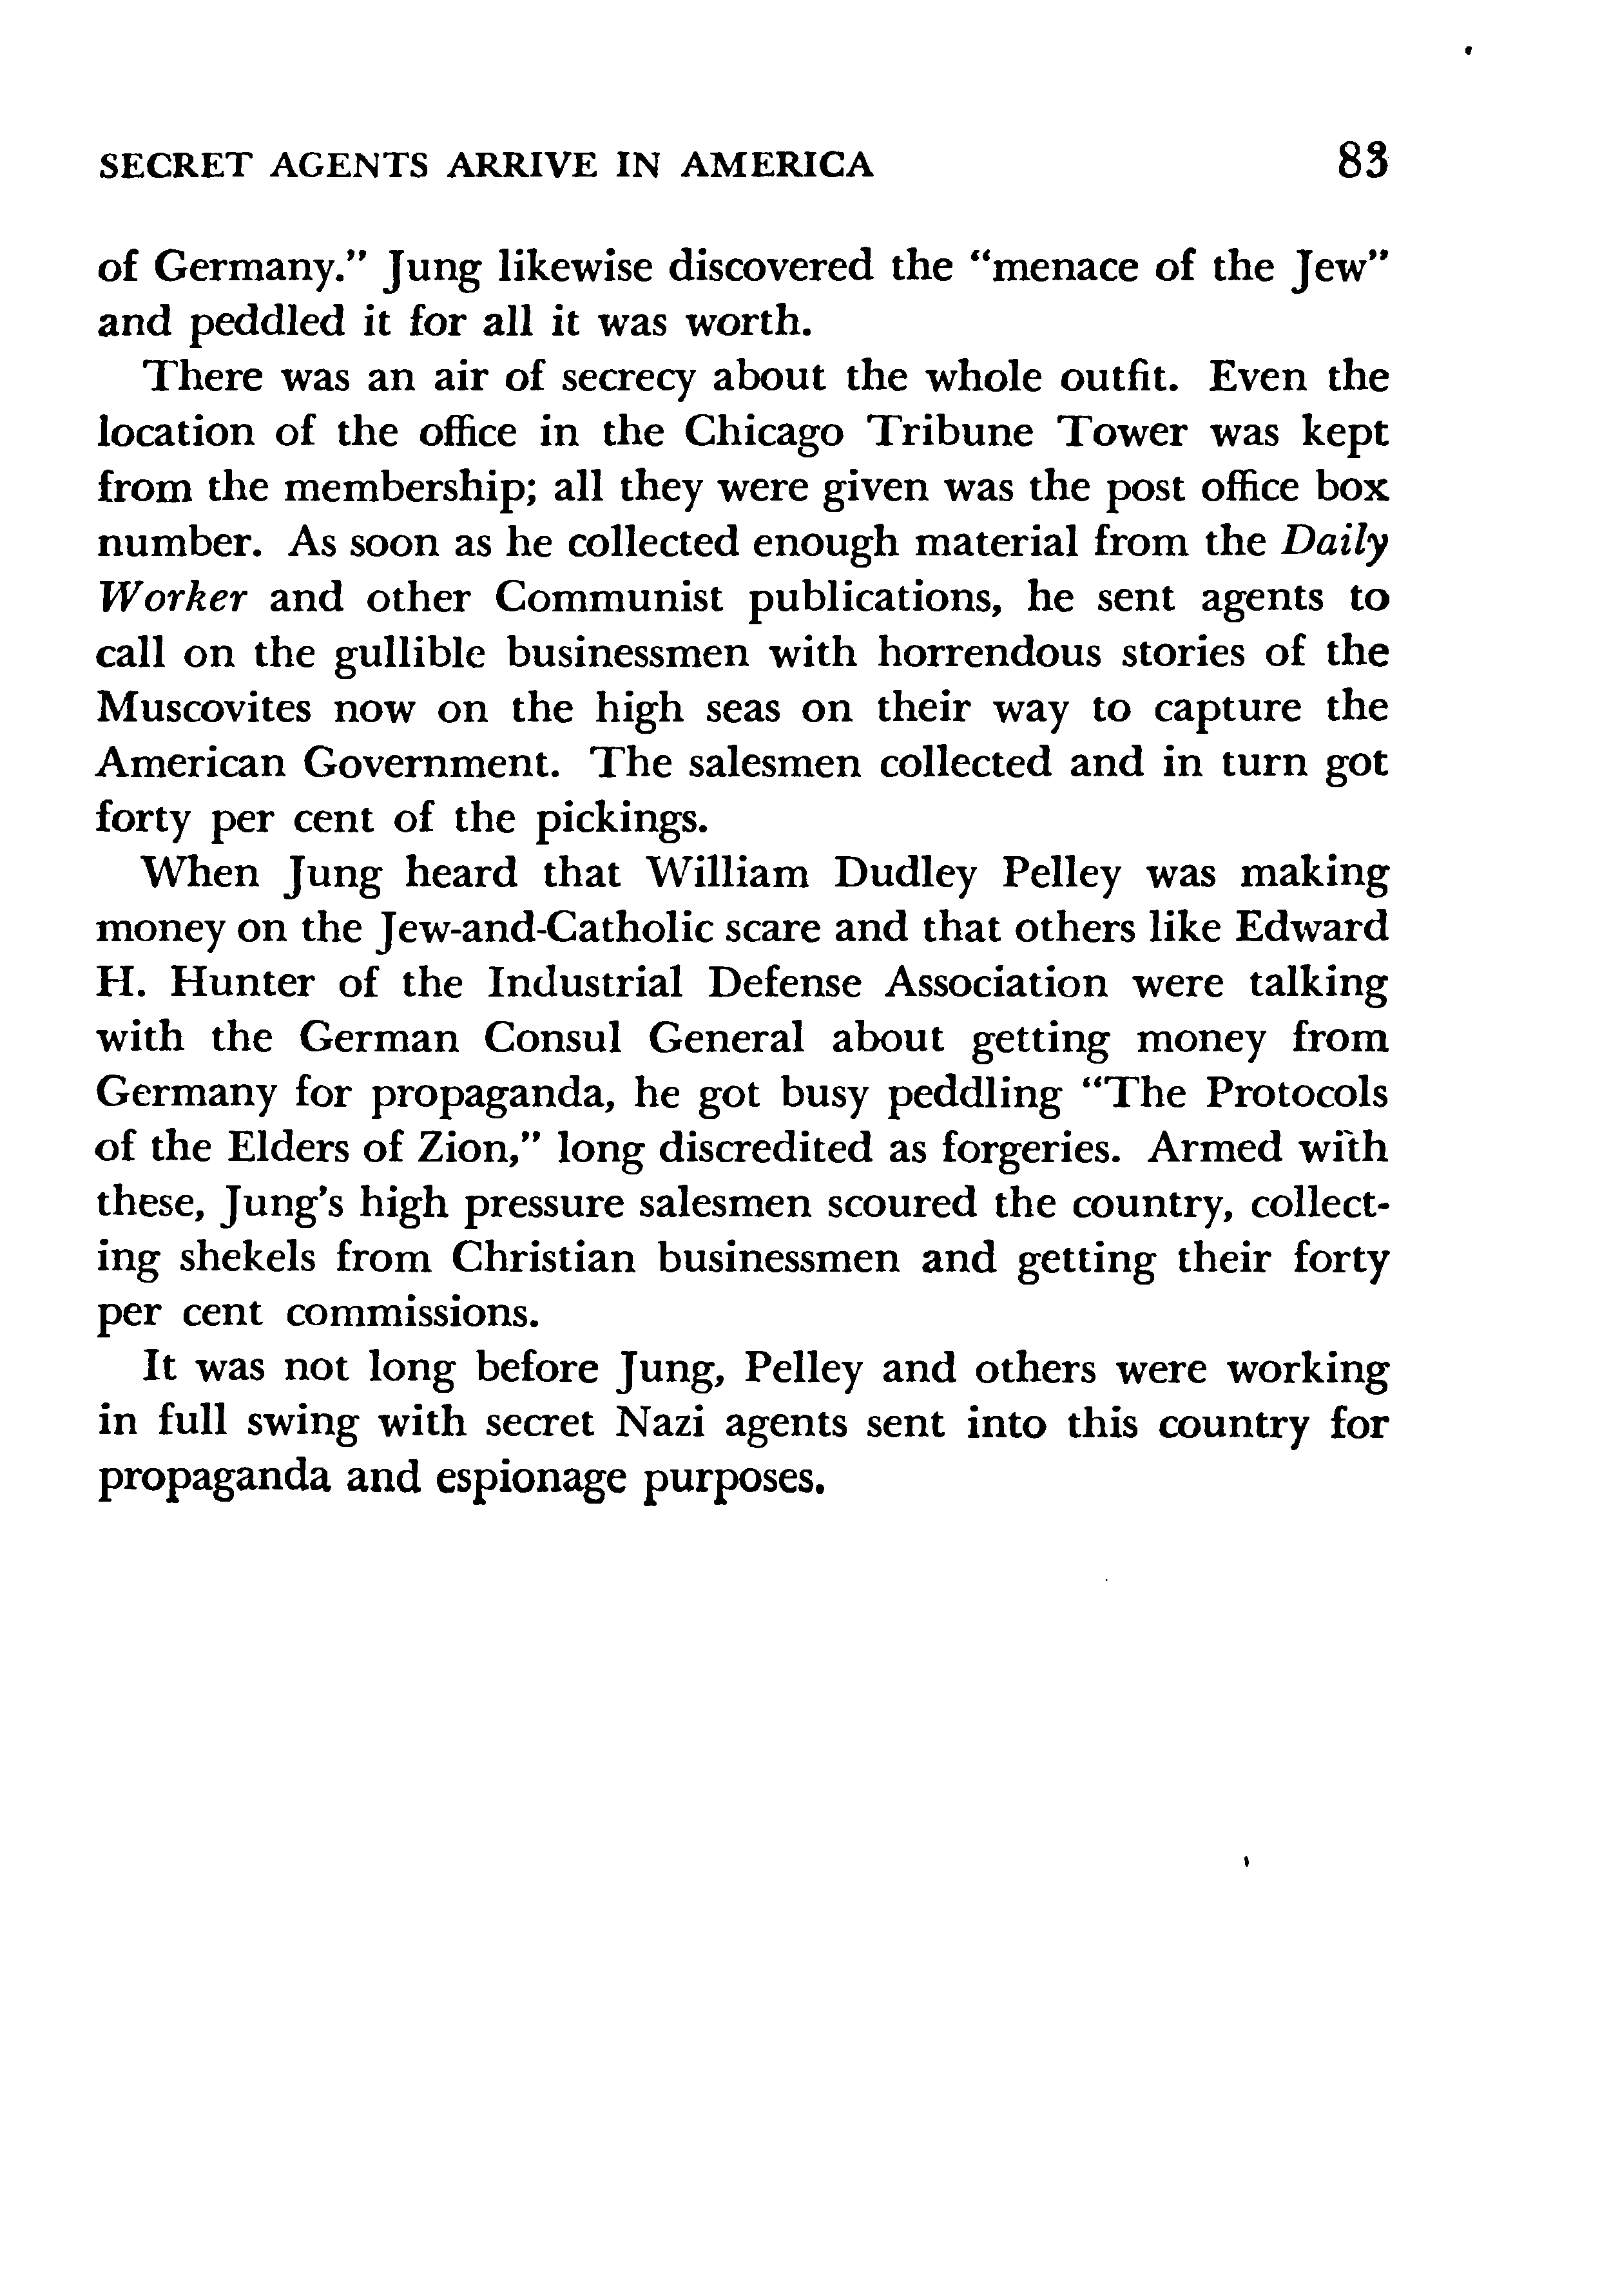 SECRET AGENTS ARRIVE IN AMERICA 83
of Germany.” Jung likewise discovered the “menace of the Jew”
and peddled it for all it was worth.
There was an air of secrecy about the whole outfit. Even the
location of the office in the Chicago Tribune Tower was kept
from the membership; all they were given was the post office box
number. As soon as he collected enough material from the Daily
Worker and other Communist publications, he sent agents to
call on the gullible businessmen with horrendous stories of the
Muscovites now on the high seas on their way to capture the
American Government. The salesmen collected and in turn got
forty per cent of the pickings.
When Jung heard that William Dudley Pelley was making
money on the Jew-and-Catholic scare and that others like Edward
H. Hunter of the Industrial Defense Association were talking
with the German Consul General about getting money from
Germany for propaganda, he got busy peddling “The Protocols
of the Elders of Zion,” long discredited as forgeries. Armed with
these, Jung’s high pressure salesmen scoured the country, collect-
ing shekels from Christian businessmen and getting their forty
per cent commissions.
It was not long before Jung, Pelley and others were working
in full swing with secret Nazi agents sent into this country for
propaganda and espionage purposes.